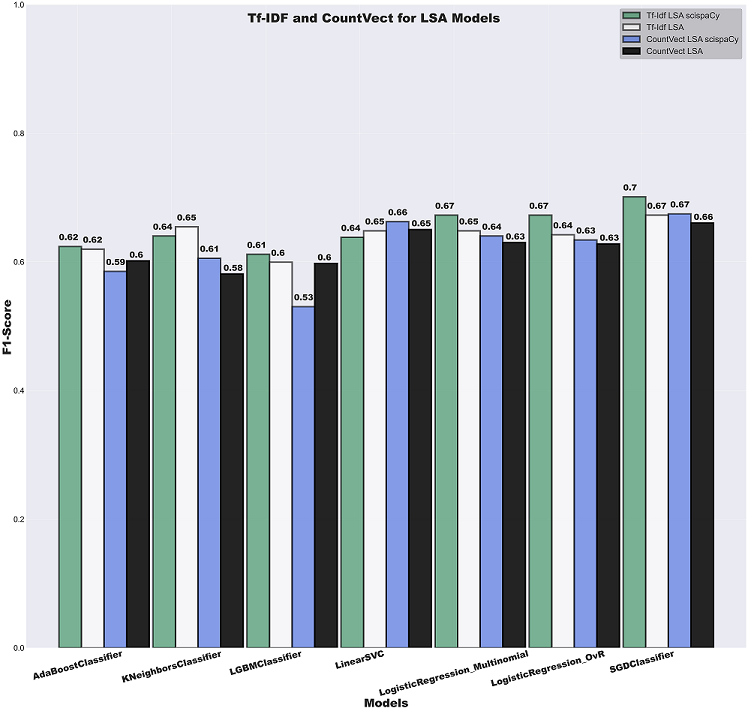 Tf-IDF and CountVect for LSA Models
Tf-Idf LSA scispaCy
Tf-Idf LSA
CountVect LSA scispaCy
CountVect LSA
1.0
0.8
0.6
0.4
0.2
0.0
F1-Score
0.62 0.62 0.59 0.6
0.64 0.65 0.61 0.58
0.61 0.6 0.53 0.6
0.64 0.65 0.66 0.65
0.67 0.65 0.64 0.63
0.67 0.64 0.63 0.63
0.7 0.67 0.67 0.66
AdaBoostClassifier
KNeighborsClassifier
LGBMClassifier
LinearSVC
LogisticRegression_Multinomial
LogisticRegression_OvR
SGDClassifier
Models